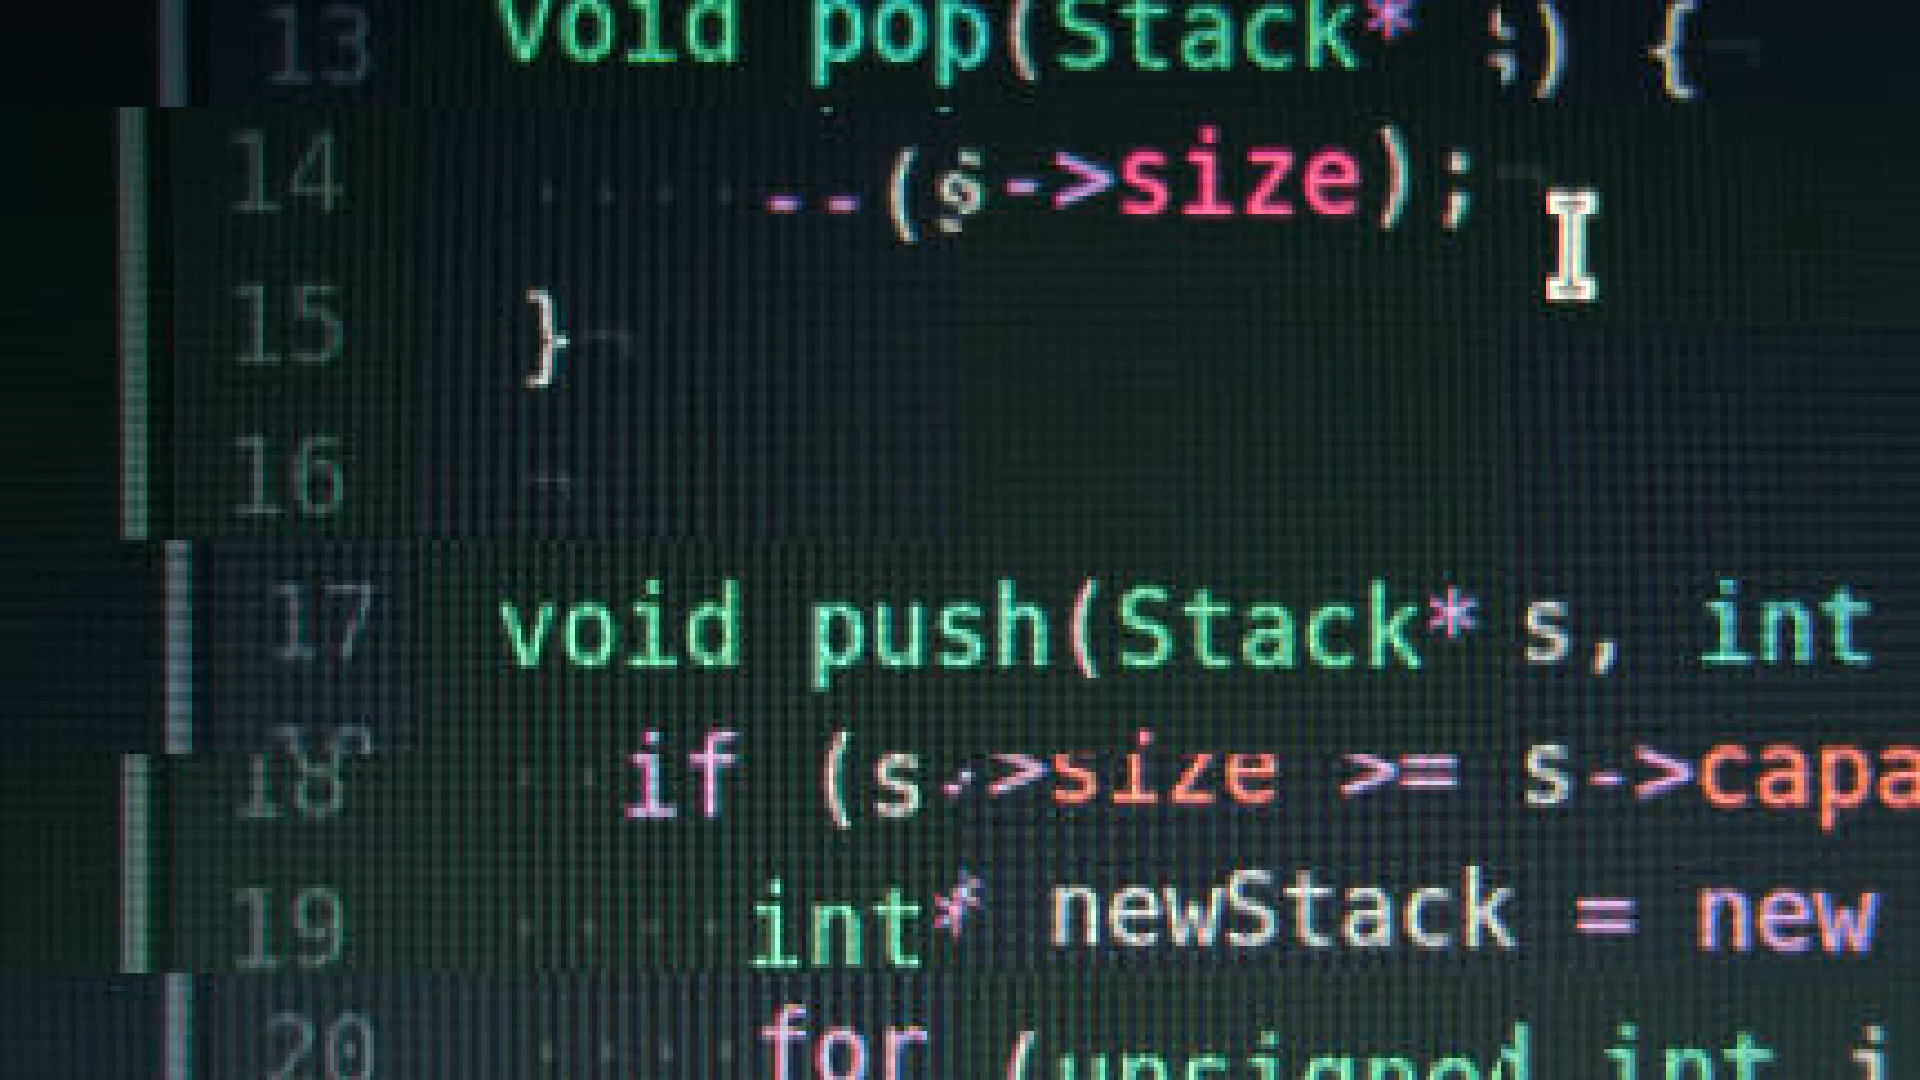 13 void pop(Stack* ;) {
14 --(s->size);
15 }
16
17 void push(Stack* s, int
18 if (s->size >= s->capa
19 int* newStack = new
20 for (unsigned int i